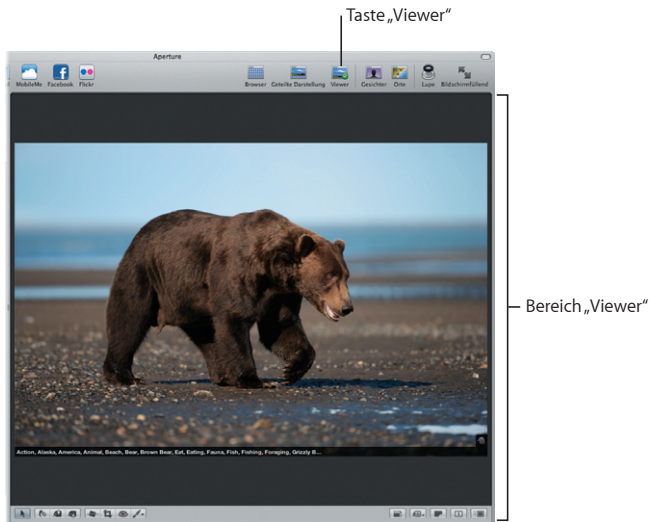 Taste „Viewer“
Aperture
MobileMe Facebook Flickr Browser Geteilte Darstellung Viewer Gesichter Orte Lupe Bildschirmfüllend
Bereich „Viewer“
Action, Alaska, America, Animal, Beach, Bear, Brown Bear, Eat, Eating, Fauna, Fish, Fishing, Foraging, Grizzly B...